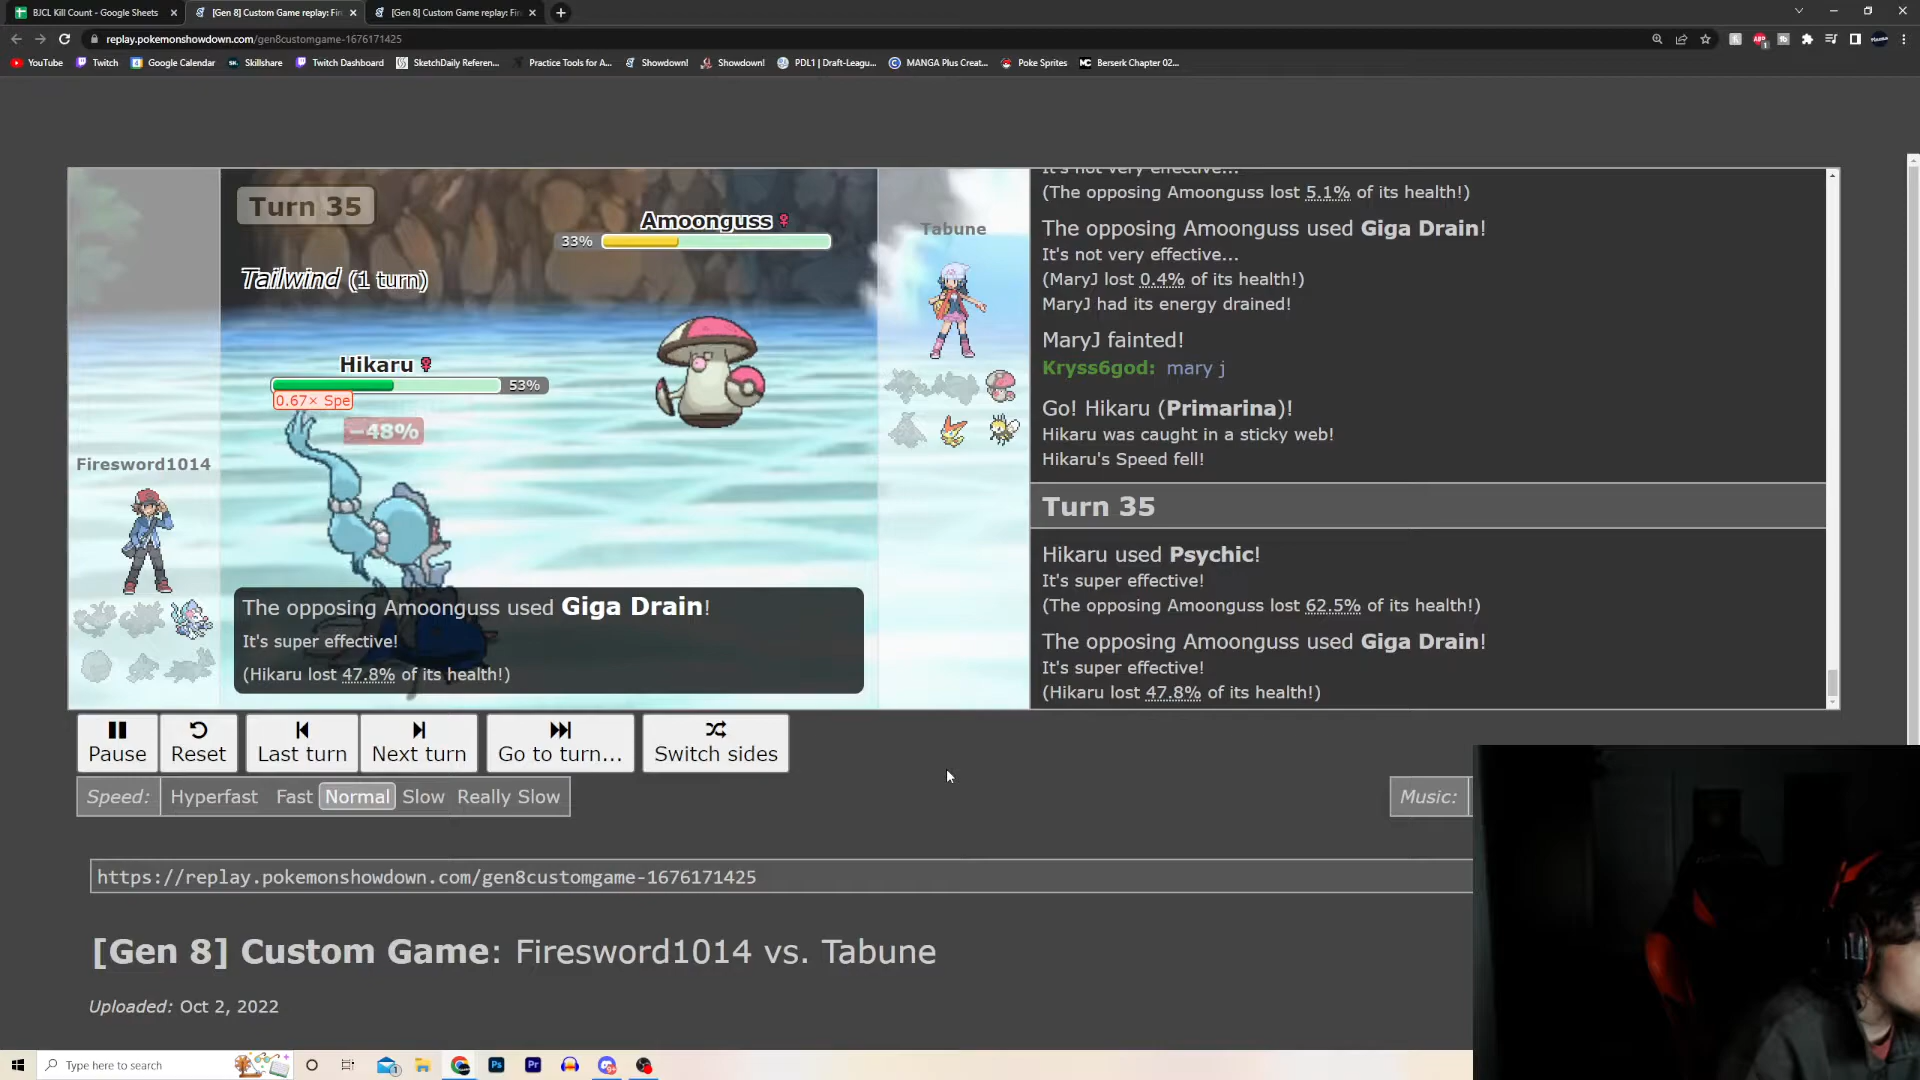 BJCL Kill Count - Google Sheets
[Gen 8] Custom Game replay: Fir
[Gen 8] Custom Game replay: Fir
replay.pokemonshowdown.com/gen8customgame-1676171425
YouTube
Twitch
Google Calendar
Skillshare
Twitch Dashboard
SketchDaily Referen...
Practice Tools for A...
Showdown!
Showdown!
PDL1 | Draft-Leagu...
MANGA Plus Creat...
Poke Sprites
Berserk Chapter 02...
Turn 35
Amoonguss ♀
33%
Tailwind (1 turn)
Hikaru ♀
53%
0.67× Spe
−48%
Firesword1014
Tabune
The opposing Amoonguss used Giga Drain!
It's super effective!
(Hikaru lost 47.8% of its health!)
It's not very effective...
(The opposing Amoonguss lost 5.1% of its health!)
The opposing Amoonguss used Giga Drain!
It's not very effective...
(MaryJ lost 0.4% of its health!)
MaryJ had its energy drained!
MaryJ fainted!
Kryss6god: mary j
Go! Hikaru (Primarina)!
Hikaru was caught in a sticky web!
Hikaru's Speed fell!
Turn 35
Hikaru used Psychic!
It's super effective!
(The opposing Amoonguss lost 62.5% of its health!)
The opposing Amoonguss used Giga Drain!
It's super effective!
(Hikaru lost 47.8% of its health!)
Pause
Reset
Last turn
Next turn
Go to turn...
Switch sides
Speed: Hyperfast Fast Normal Slow Really Slow
Music:
https://replay.pokemonshowdown.com/gen8customgame-1676171425
[Gen 8] Custom Game: Firesword1014 vs. Tabune
Uploaded: Oct 2, 2022
Type here to search